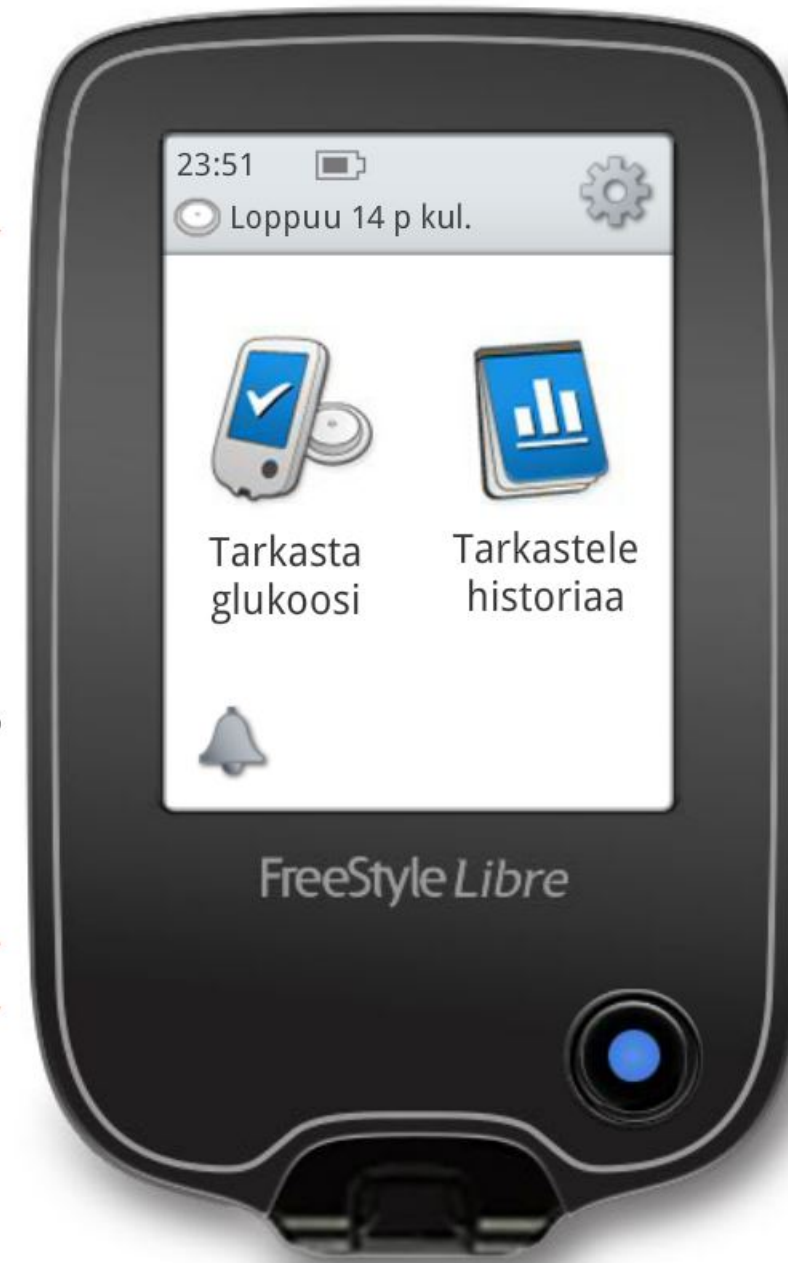 23:51
Loppuu 14 p kul.
Tarkasta
glukoosi
Tarkastele
historiaa
FreeStyle Libre